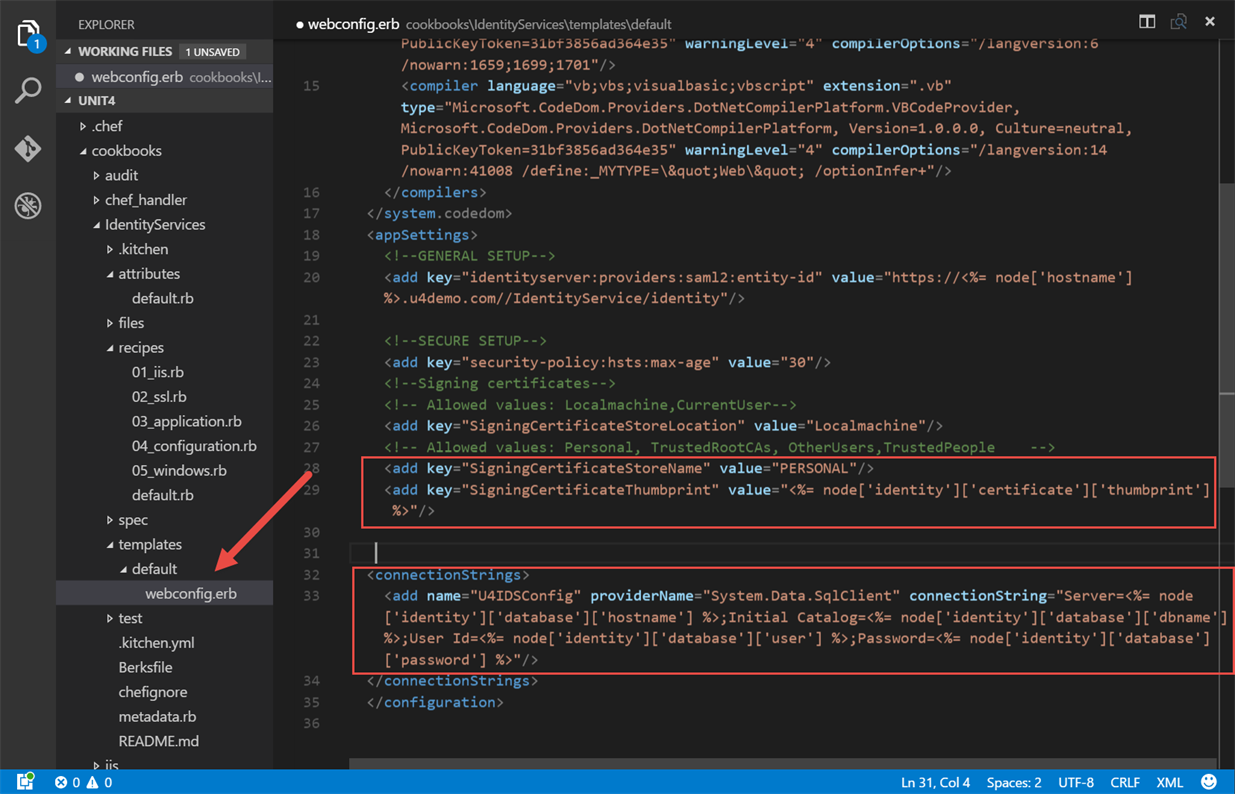 EXPLORER
WORKING FILES 1 UNSAVED
webconfig.erb cookbooks\I...
UNIT4
.chef
cookbooks
audit
chef_handler
IdentityServices
.kitchen
attributes
default.rb
files
recipes
01_iis.rb
02_ssl.rb
03_application.rb
04_configuration.rb
05_windows.rb
default.rb
spec
templates
default
webconfig.erb
test
.kitchen.yml
Berksfile
chefignore
metadata.rb
README.md
iis
1
webconfig.erb cookbooks\IdentityServices\templates\default
PublicKeyToken=31bf3856ad364e35" warningLevel="4" compilerOptions="/langversion:6
/nowarn:1659;1699;1701"/>
15 <compiler language="vb;vbs;visualbasic;vbscript" extension=".vb"
type="Microsoft.CodeDom.Providers.DotNetCompilerPlatform.VBCodeProvider,
Microsoft.CodeDom.Providers.DotNetCompilerPlatform, Version=1.0.0.0, Culture=neutral,
PublicKeyToken=31bf3856ad364e35" warningLevel="4" compilerOptions="/langversion:14
/nowarn:41008 /define:_MYTYPE=\&quot;Web\&quot; /optionInfer+"/>
16 </compilers>
17 </system.codedom>
18 <appSettings>
19 <!--GENERAL SETUP-->
20 <add key="identityserver:providers:saml2:entity-id" value="https://<%= node['hostname']
%>.u4demo.com//IdentityService/identity"/>
21
22 <!--SECURE SETUP-->
23 <add key="security-policy:hsts:max-age" value="30"/>
24 <!--Signing certificates-->
25 <!-- Allowed values: Localmachine,CurrentUser-->
26 <add key="SigningCertificateStoreLocation" value="Localmachine"/>
27 <!-- Allowed values: Personal, TrustedRootCAs, OtherUsers,TrustedPeople -->
28 <add key="SigningCertificateStoreName" value="PERSONAL"/>
29 <add key="SigningCertificateThumbprint" value="<%= node['identity']['certificate']['thumbprint']
%>"/>
30
31
32 <connectionStrings>
33 <add name="U4IDSConfig" providerName="System.Data.SqlClient" connectionString="Server=<%= node
['identity']['database']['hostname'] %>;Initial Catalog=<%= node['identity']['database']['dbname']
%>;User Id=<%= node['identity']['database']['user'] %>;Password=<%= node['identity']['database']
['password'] %>"/>
34 </connectionStrings>
35 </configuration>
36
0 0
Ln 31, Col 4 Spaces: 2 UTF-8 CRLF XML